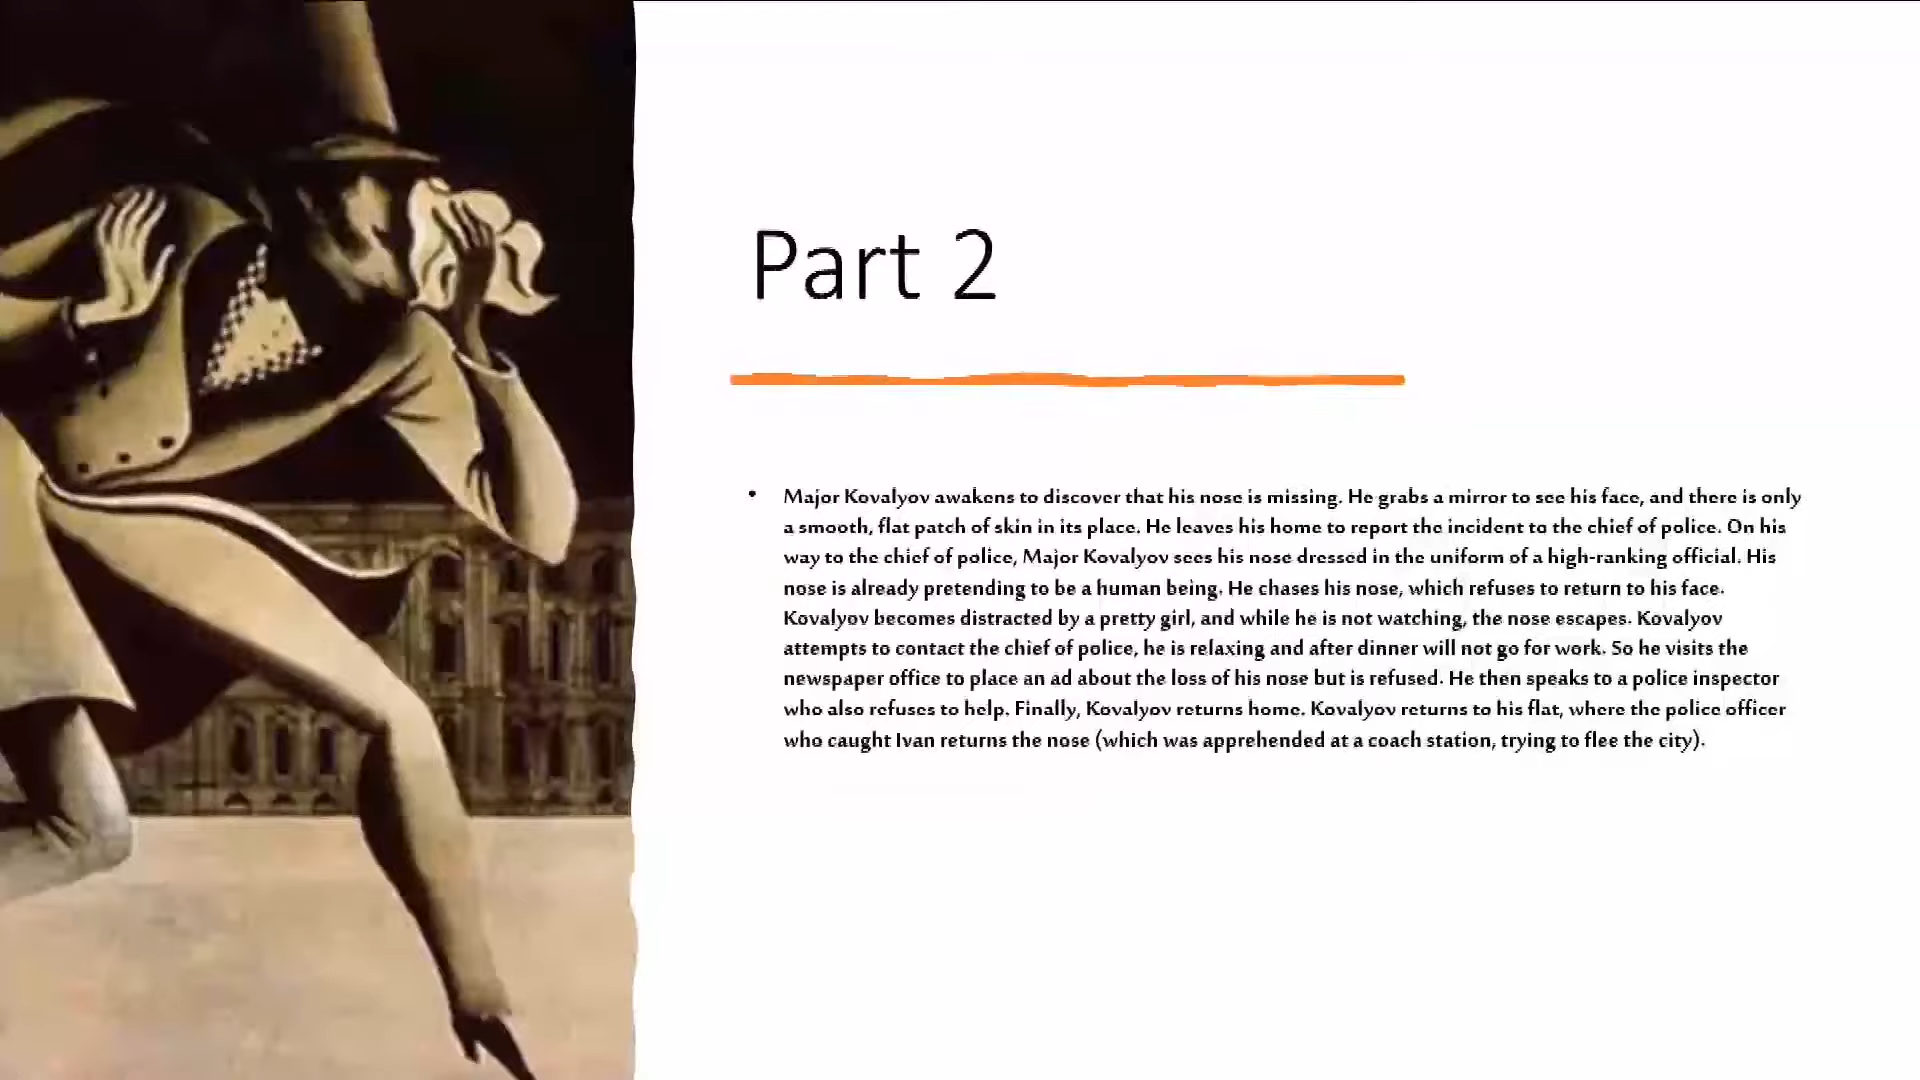 Part 2
• Major Kovalyov awakens to discover that his nose is missing. He grabs a mirror to see his face, and there is only
a smooth, flat patch of skin in its place. He leaves his home to report the incident to the chief of police. On his
way to the chief of police, Major Kovalyov sees his nose dressed in the uniform of a high-ranking official. His
nose is already pretending to be a human being. He chases his nose, which refuses to return to his face.
Kovalyov becomes distracted by a pretty girl, and while he is not watching, the nose escapes. Kovalyov
attempts to contact the chief of police, he is relaxing and after dinner will not go for work. So he visits the
newspaper office to place an ad about the loss of his nose but is refused. He then speaks to a police inspector
who also refuses to help. Finally, Kovalyov returns home. Kovalyov returns to his flat, where the police officer
who caught Ivan returns the nose (which was apprehended at a coach station, trying to flee the city).